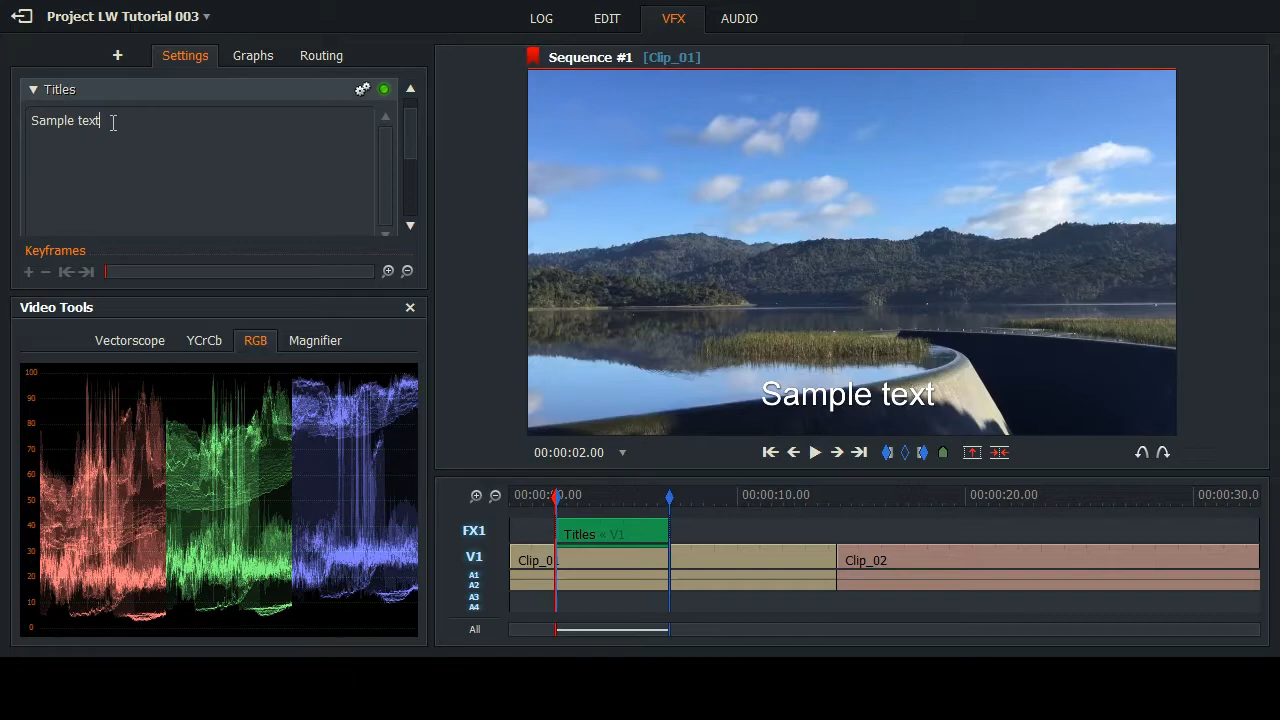 Project LW Tutorial 003
LOG EDIT VFX AUDIO
+ Settings Graphs Routing
Titles
Sample text
Keyframes
Video Tools
Vectorscope YCrCb RGB Magnifier
100
90
80
70
60
50
40
30
20
10
0
Sequence #1 [Clip_01]
Sample text
00:00:02.00
00:00:00.00 00:00:10.00 00:00:20.00 00:00:30.0
FX1 Titles « V1
V1 Clip_01 Clip_02
A1
A2
A3
A4
All